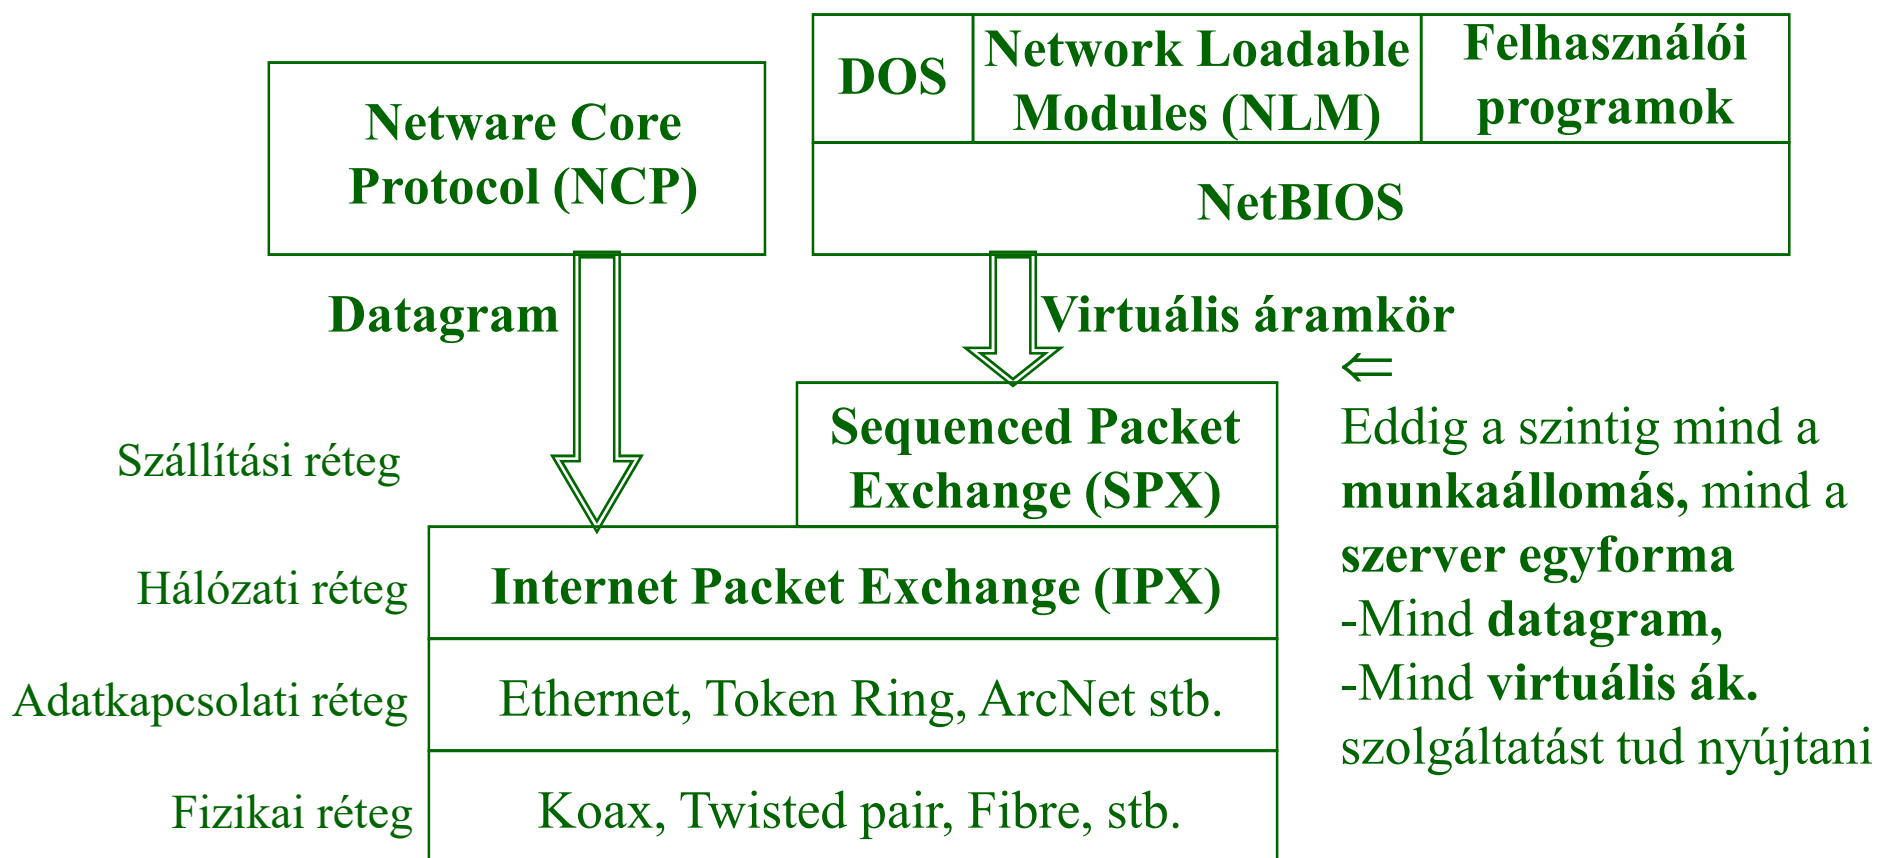 Netware Core
Protocol (NCP)
DOS
Network Loadable
Modules (NLM)
Felhasználói
programok
NetBIOS
Datagram
Virtuális áramkör
⇐
Szállítási réteg
Sequenced Packet
Exchange (SPX)
Hálózati réteg
Internet Packet Exchange (IPX)
Adatkapcsolati réteg
Ethernet, Token Ring, ArcNet stb.
Fizikai réteg
Koax, Twisted pair, Fibre, stb.
Eddig a szintig mind a
munkaállomás, mind a
szerver egyforma
-Mind datagram,
-Mind virtuális ák.
szolgáltatást tud nyújtani